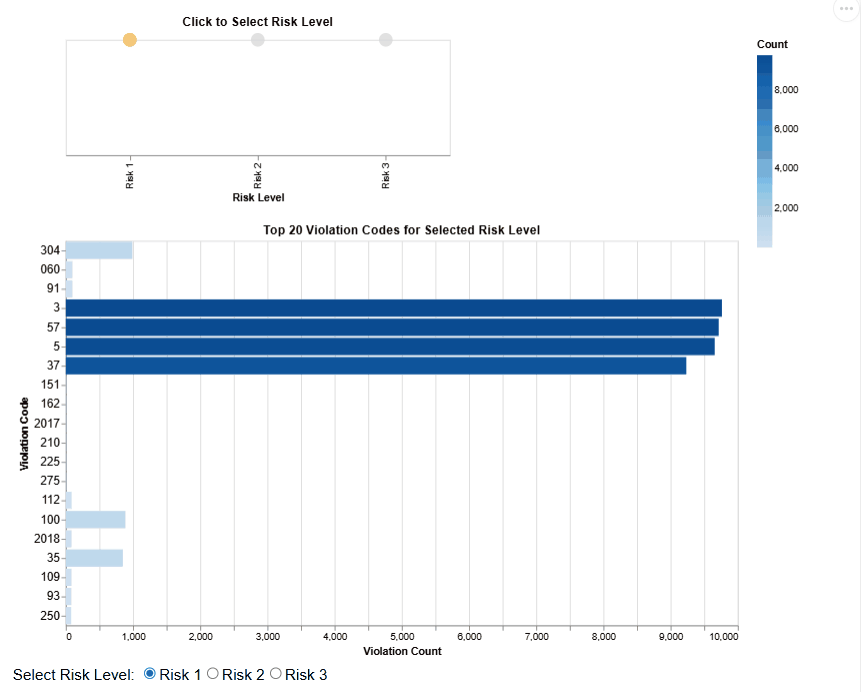 Click to Select Risk Level
Risk 1
Risk 2
Risk 3
Risk Level
Count
8,000
6,000
4,000
2,000
Top 20 Violation Codes for Selected Risk Level
Violation Code
304
060
91
3
57
5
37
151
162
2017
210
225
275
112
100
2018
35
109
93
250
0 1,000 2,000 3,000 4,000 5,000 6,000 7,000 8,000 9,000 10,000
Violation Count
Select Risk Level: Risk 1 Risk 2 Risk 3